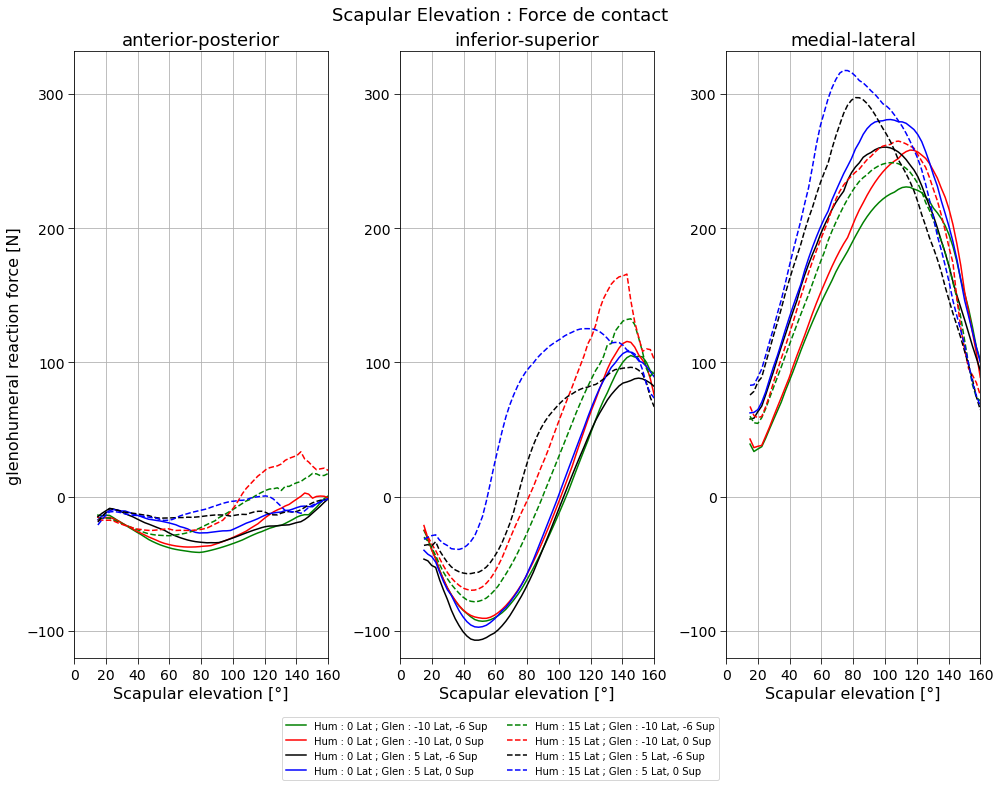 Scapular Elevation : Force de contact
anterior-posterior
inferior-superior
medial-lateral
glenohumeral reaction force [N]
300
200
100
0
−100
0 20 40 60 80 100 120 140 160
Scapular elevation [°]
300
200
100
0
−100
0 20 40 60 80 100 120 140 160
Scapular elevation [°]
300
200
100
0
−100
0 20 40 60 80 100 120 140 160
Scapular elevation [°]
Hum : 0 Lat ; Glen : -10 Lat, -6 Sup
Hum : 0 Lat ; Glen : -10 Lat, 0 Sup
Hum : 0 Lat ; Glen : 5 Lat, -6 Sup
Hum : 0 Lat ; Glen : 5 Lat, 0 Sup
Hum : 15 Lat ; Glen : -10 Lat, -6 Sup
Hum : 15 Lat ; Glen : -10 Lat, 0 Sup
Hum : 15 Lat ; Glen : 5 Lat, -6 Sup
Hum : 15 Lat ; Glen : 5 Lat, 0 Sup